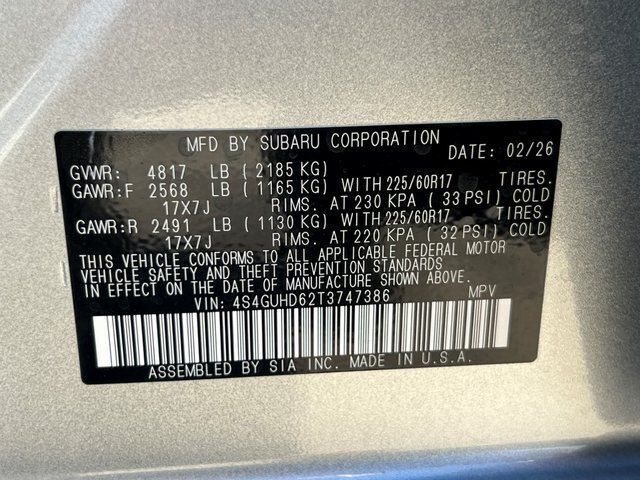 MFD BY SUBARU CORPORATION DATE: 02/26
GVWR: 4817 LB ( 2185 KG)
GAWR:F 2568 LB ( 1165 KG) WITH 225/60R17 TIRES.
17X7J RIMS. AT 230 KPA ( 33 PSI) COLD
GAWR:R 2491 LB ( 1130 KG) WITH 225/60R17 TIRES.
17X7J RIMS. AT 220 KPA ( 32 PSI) COLD
THIS VEHICLE CONFORMS TO ALL APPLICABLE FEDERAL MOTOR
VEHICLE SAFETY AND THEFT PREVENTION STANDARDS
IN EFFECT ON THE DATE OF MANUFACTURE SHOWN ABOVE.
VIN: 4S4GUHD62T3747386 MPV
ASSEMBLED BY SIA INC. MADE IN U.S.A.